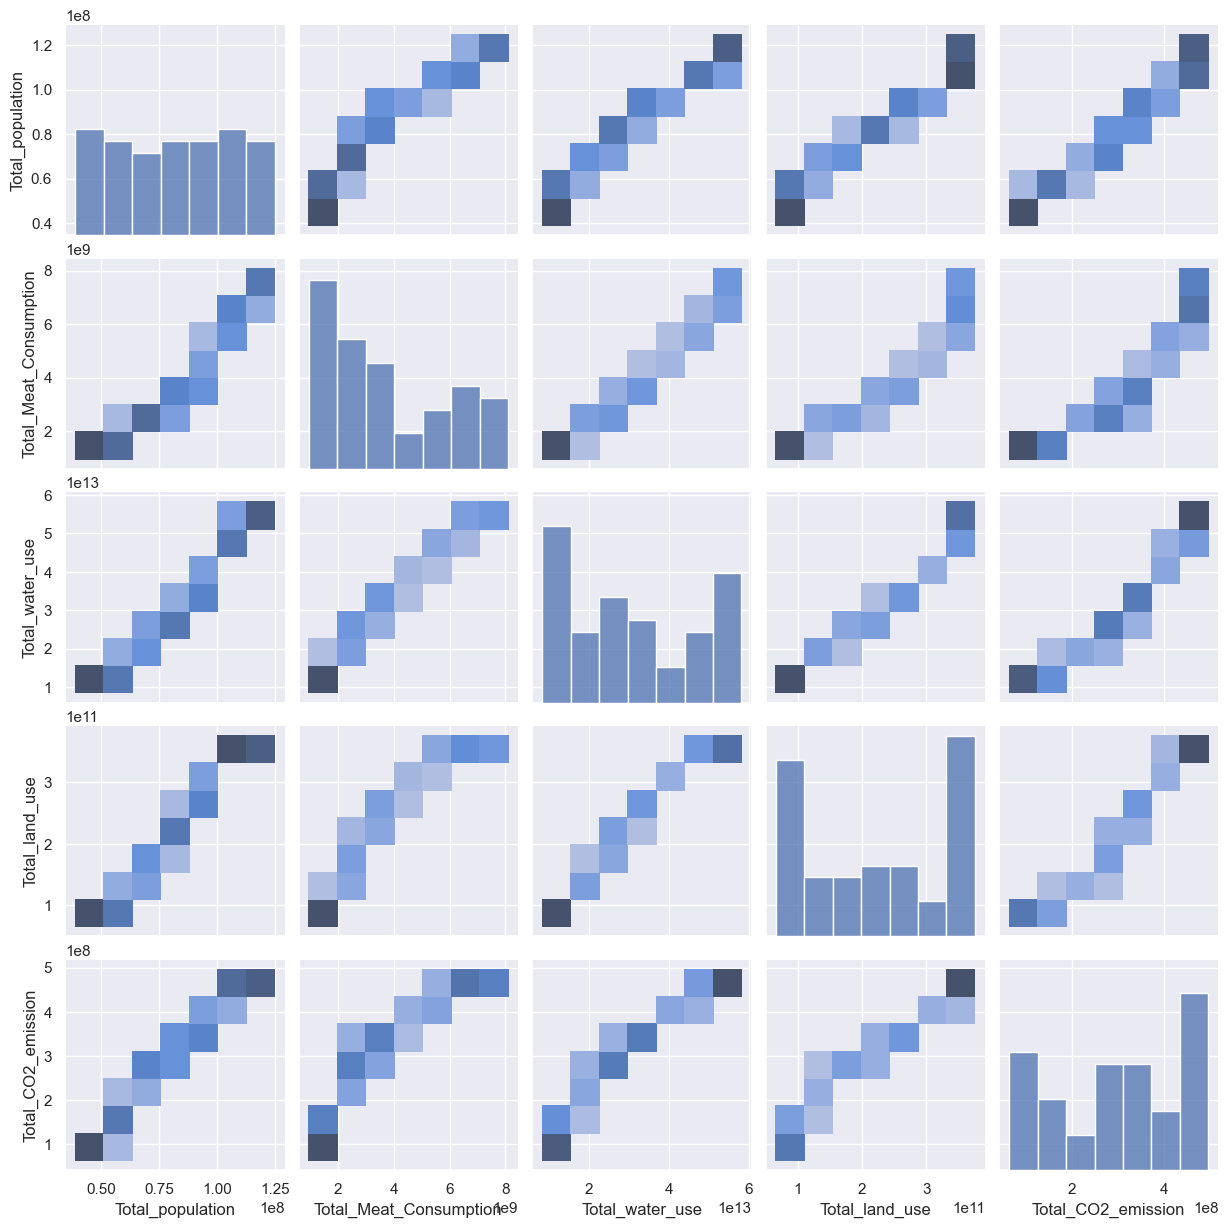 1e8
Total_population
1.2
1.0
0.8
0.6
0.4
1e9
Total_Meat_Consumption
8
6
4
2
1e13
Total_water_use
6
5
4
3
2
1
1e11
Total_land_use
3
2
1
1e8
Total_CO2_emission
5
4
3
2
1
0.50 0.75 1.00 1.25 2 4 6 8 2 4 6 1 2 3 2 4
Total_population 1e8 Total_Meat_Consumption 1e9 Total_water_use 1e13 Total_land_use 1e11 Total_CO2_emission 1e8